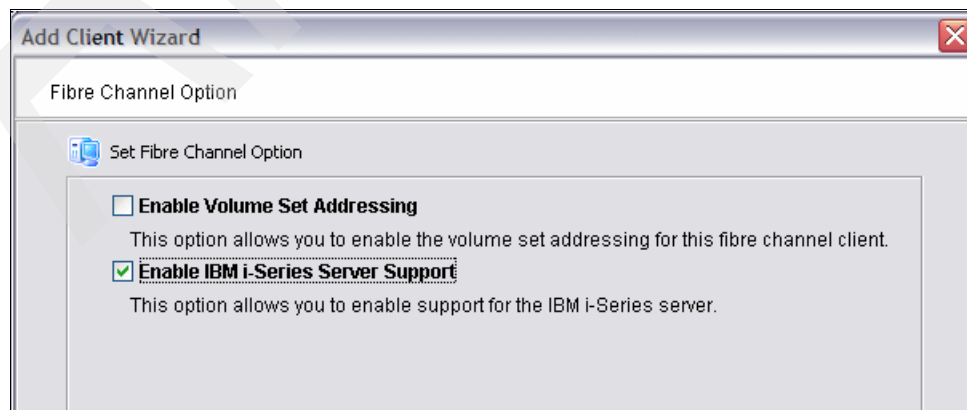 Add Client Wizard
Fibre Channel Option
Set Fibre Channel Option
Enable Volume Set Addressing
This option allows you to enable the volume set addressing for this fibre channel client.
Enable IBM i-Series Server Support
This option allows you to enable support for the IBM i-Series server.